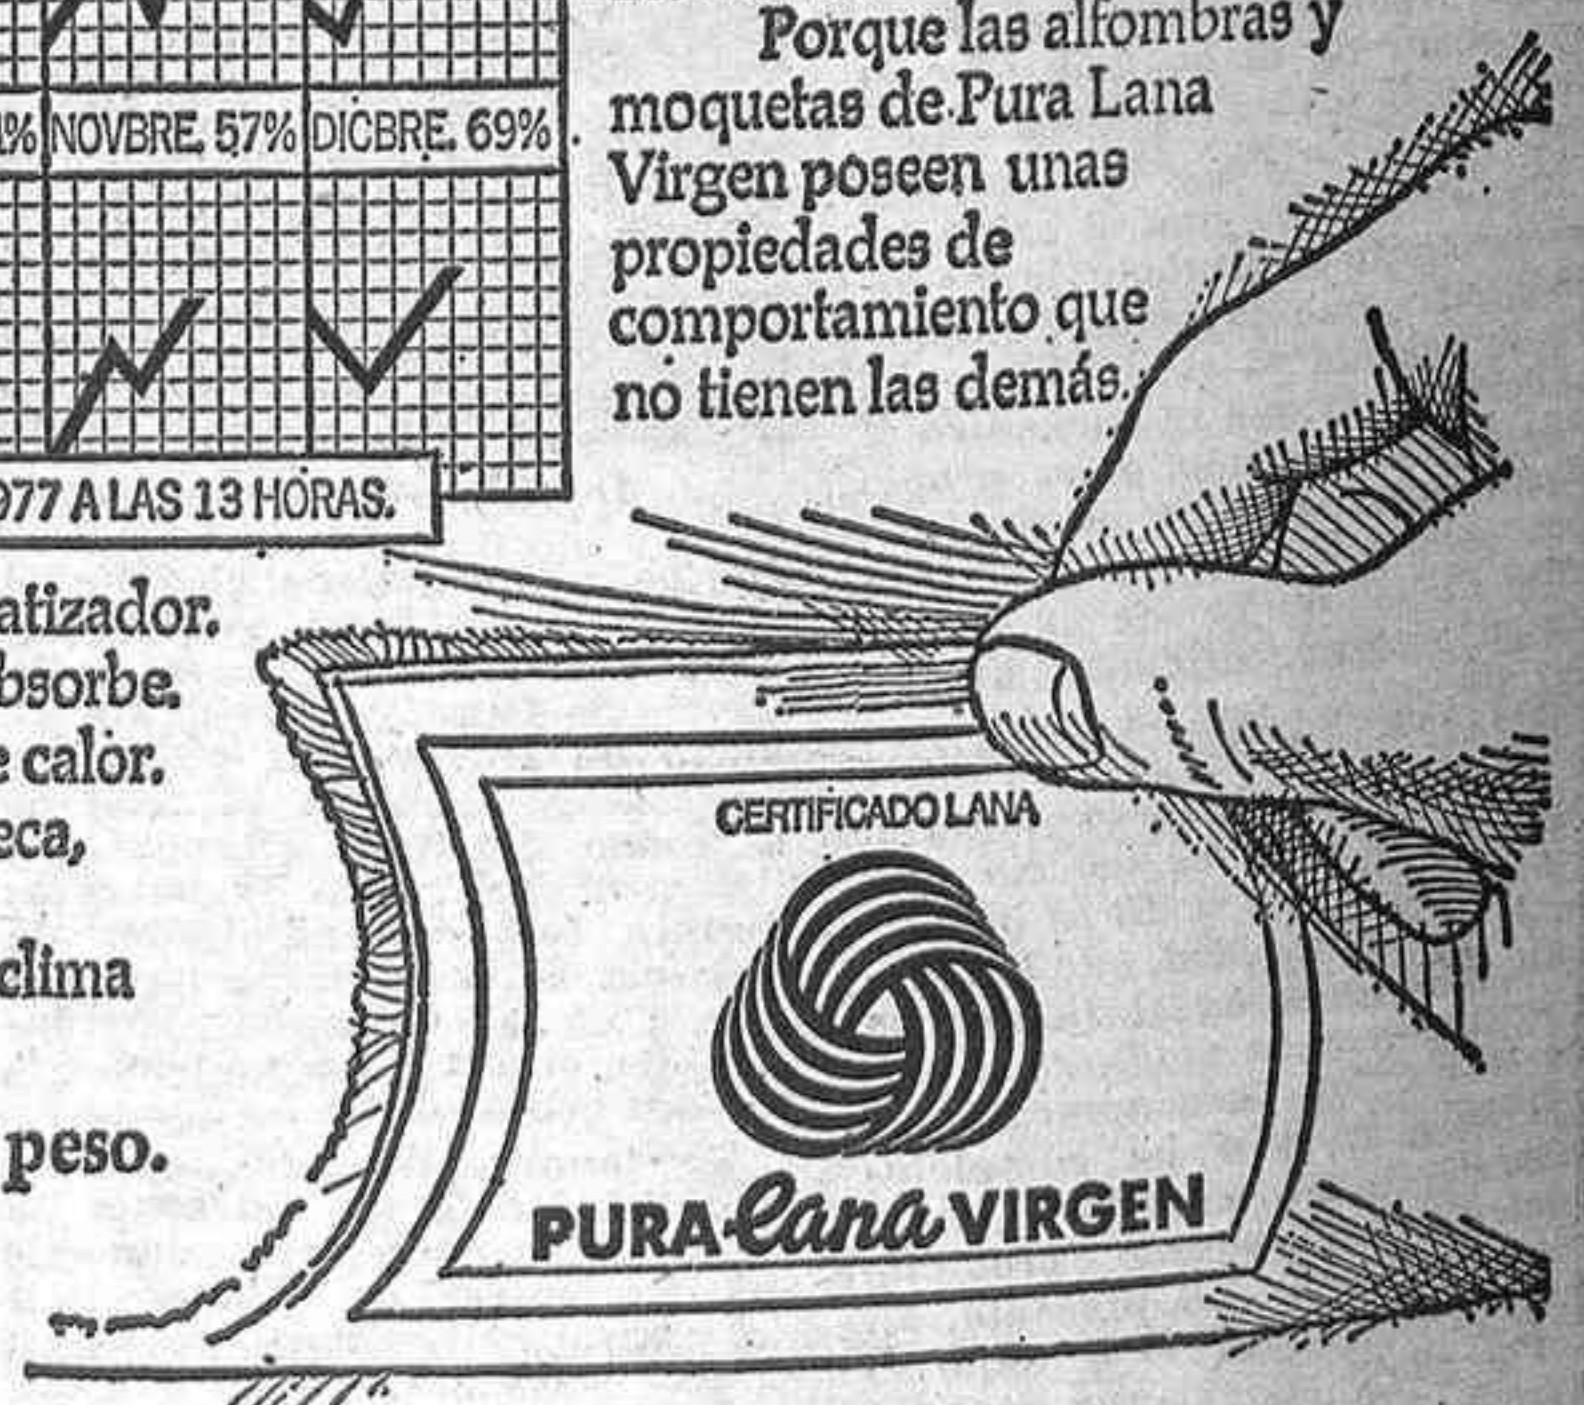 Porque las alfombras y
moquetas de Pura Lana
Virgen poseen unas
propiedades de
comportamiento que
no tienen las demás.
% NOVBRE. 57% DICBRE. 69%
977 A LAS 13 HORAS.
atizador.
bsorbe.
e calor.
eca,
clima
peso.
CERTIFICADO LANA
PURA lana VIRGEN